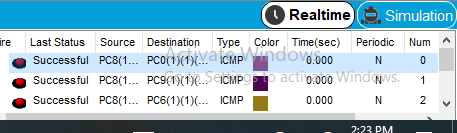 Realtime Simulation
ire Last Status Source Destination Type Color Time(sec) Periodic Num
Successful PC8(1... PC0(1)(1)(... ICMP 0.000 N 0
Successful PC8(1... PC9(1)(1)(... ICMP 0.000 N 1
Successful PC8(1... PC6(1)(1)(... ICMP 0.000 N 2
Activate Windows
Go to Settings to activate Windows.
2:23 PM